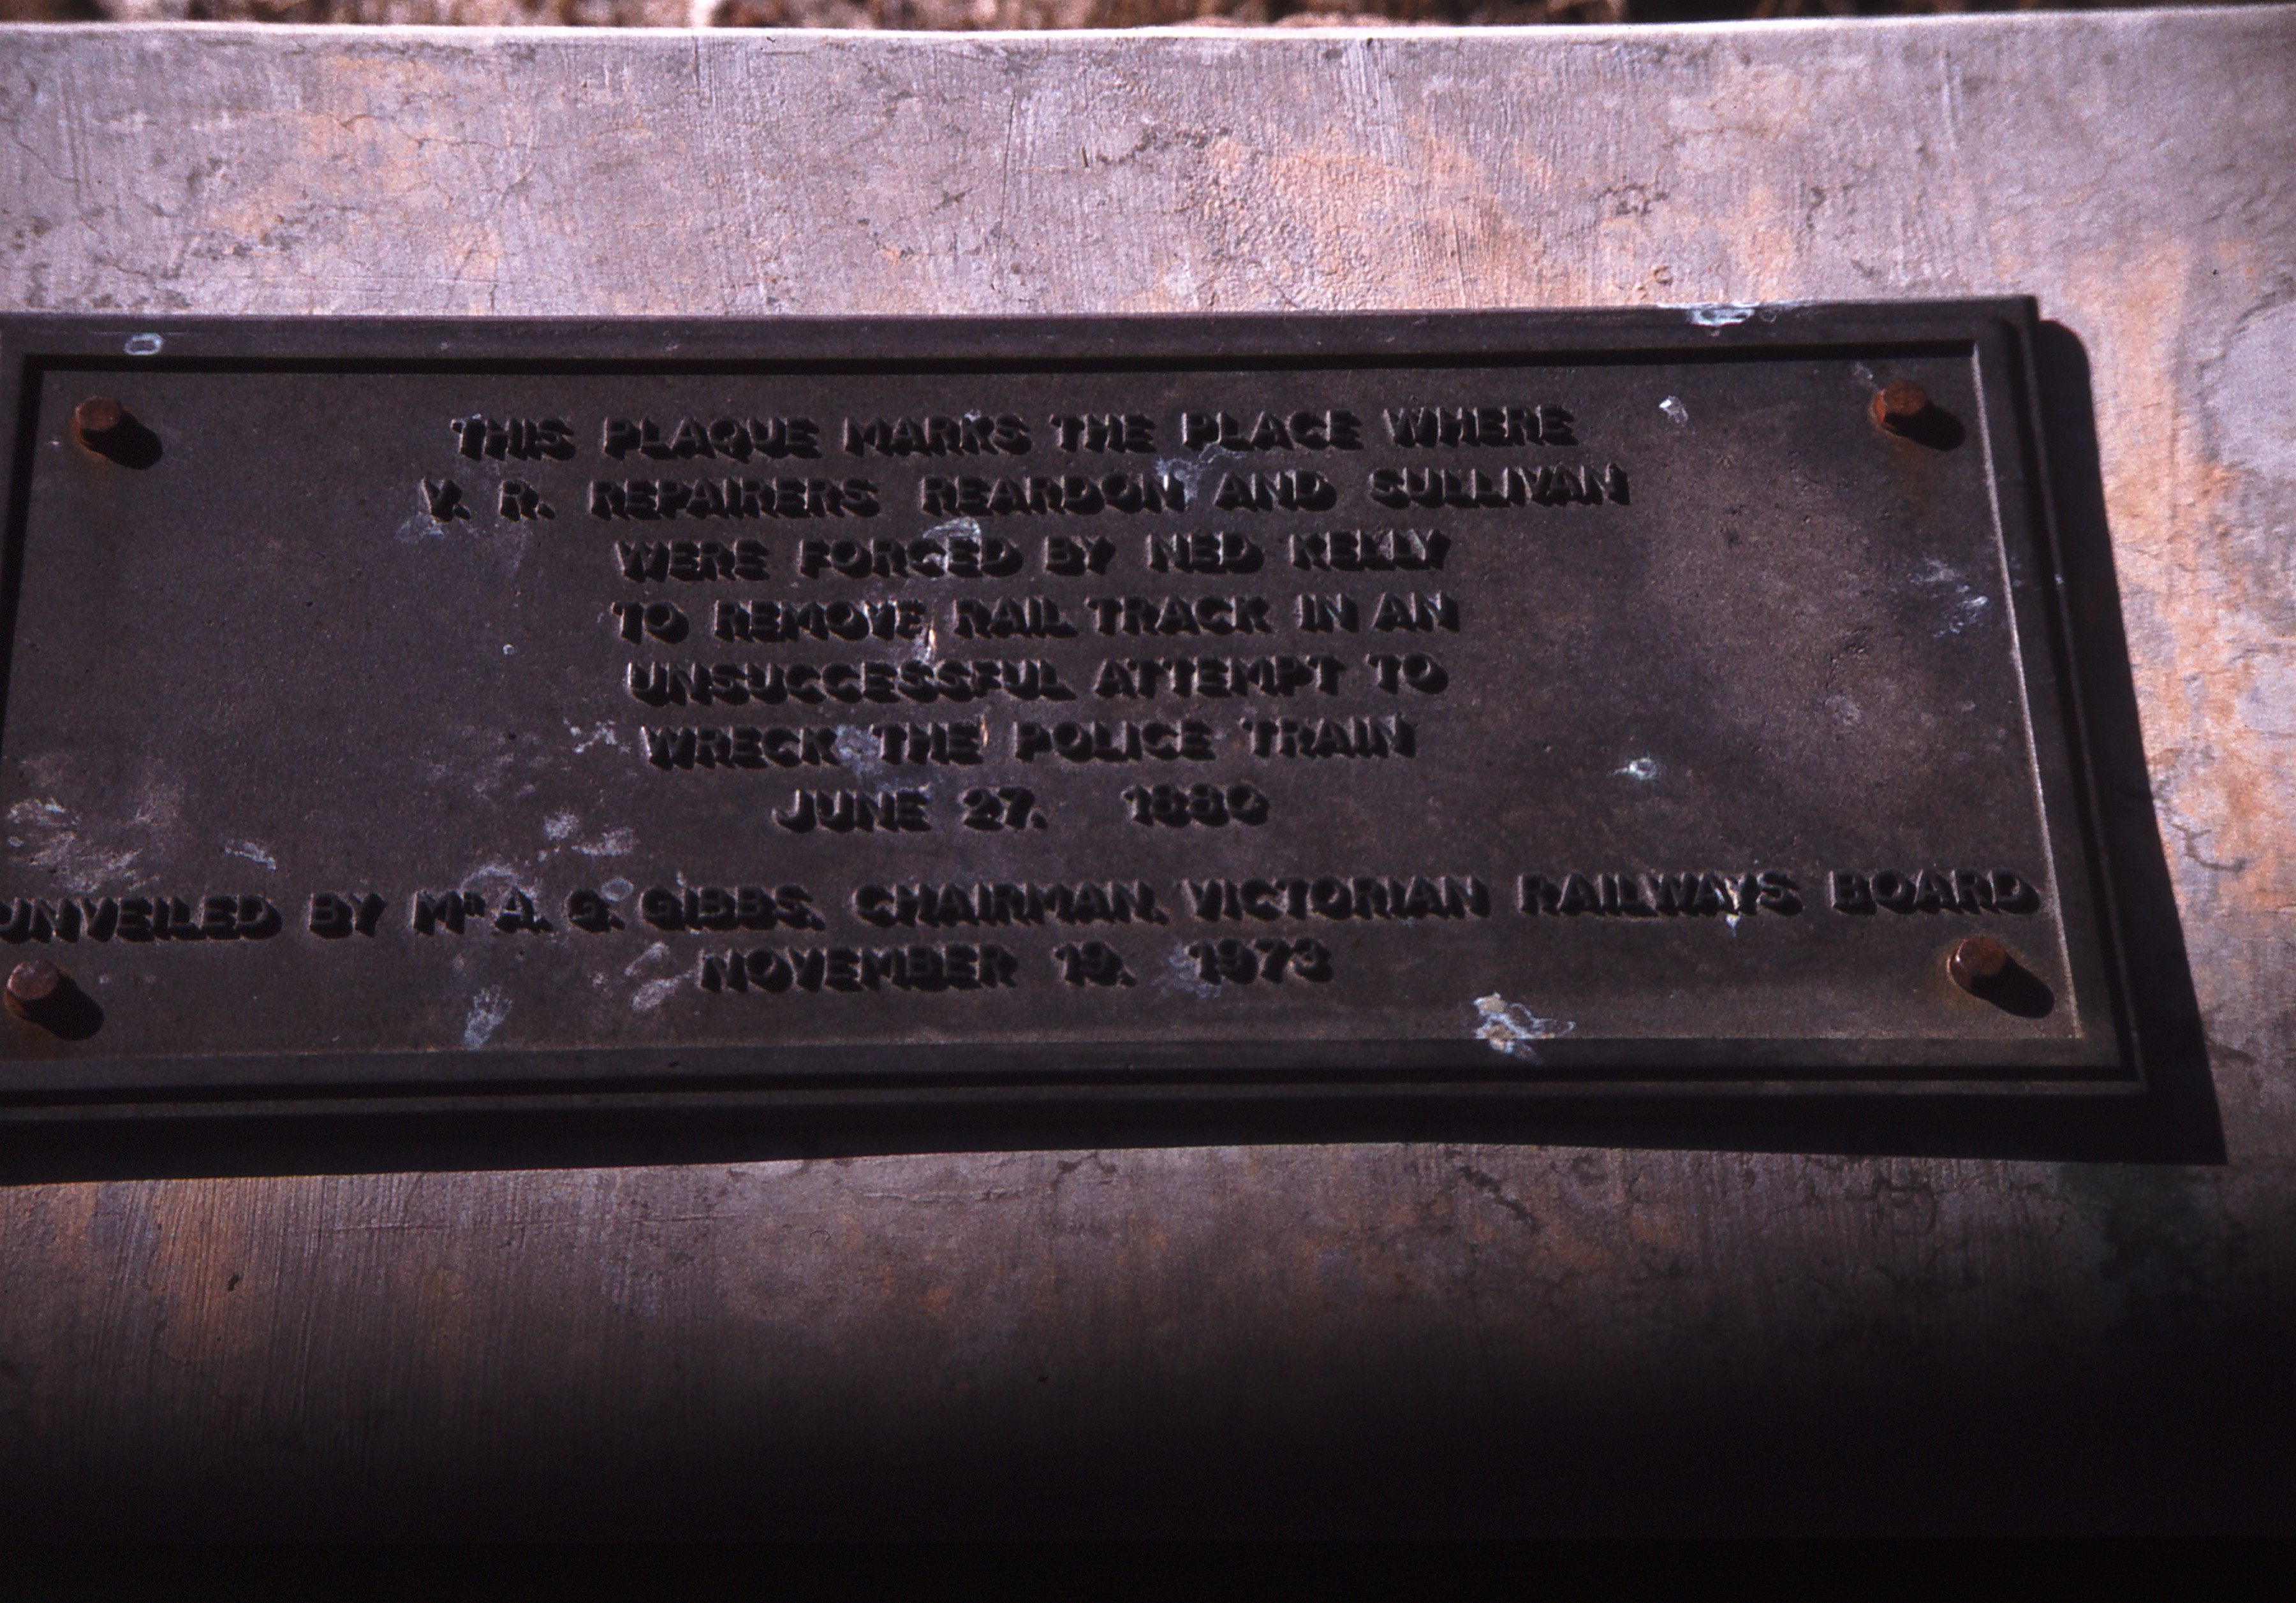 THIS PLAQUE MARKS THE PLACE WHERE
V. R. REPAIRERS REARDON AND SULLIVAN
WERE FORCED BY NED KELLY
TO REMOVE RAIL TRACK IN AN
UNSUCCESSFUL ATTEMPT TO
WRECK THE POLICE TRAIN
JUNE 27. 1880
UNVEILED BY MR A. G. GIBBS. CHAIRMAN. VICTORIAN RAILWAYS BOARD
NOVEMBER 19. 1973